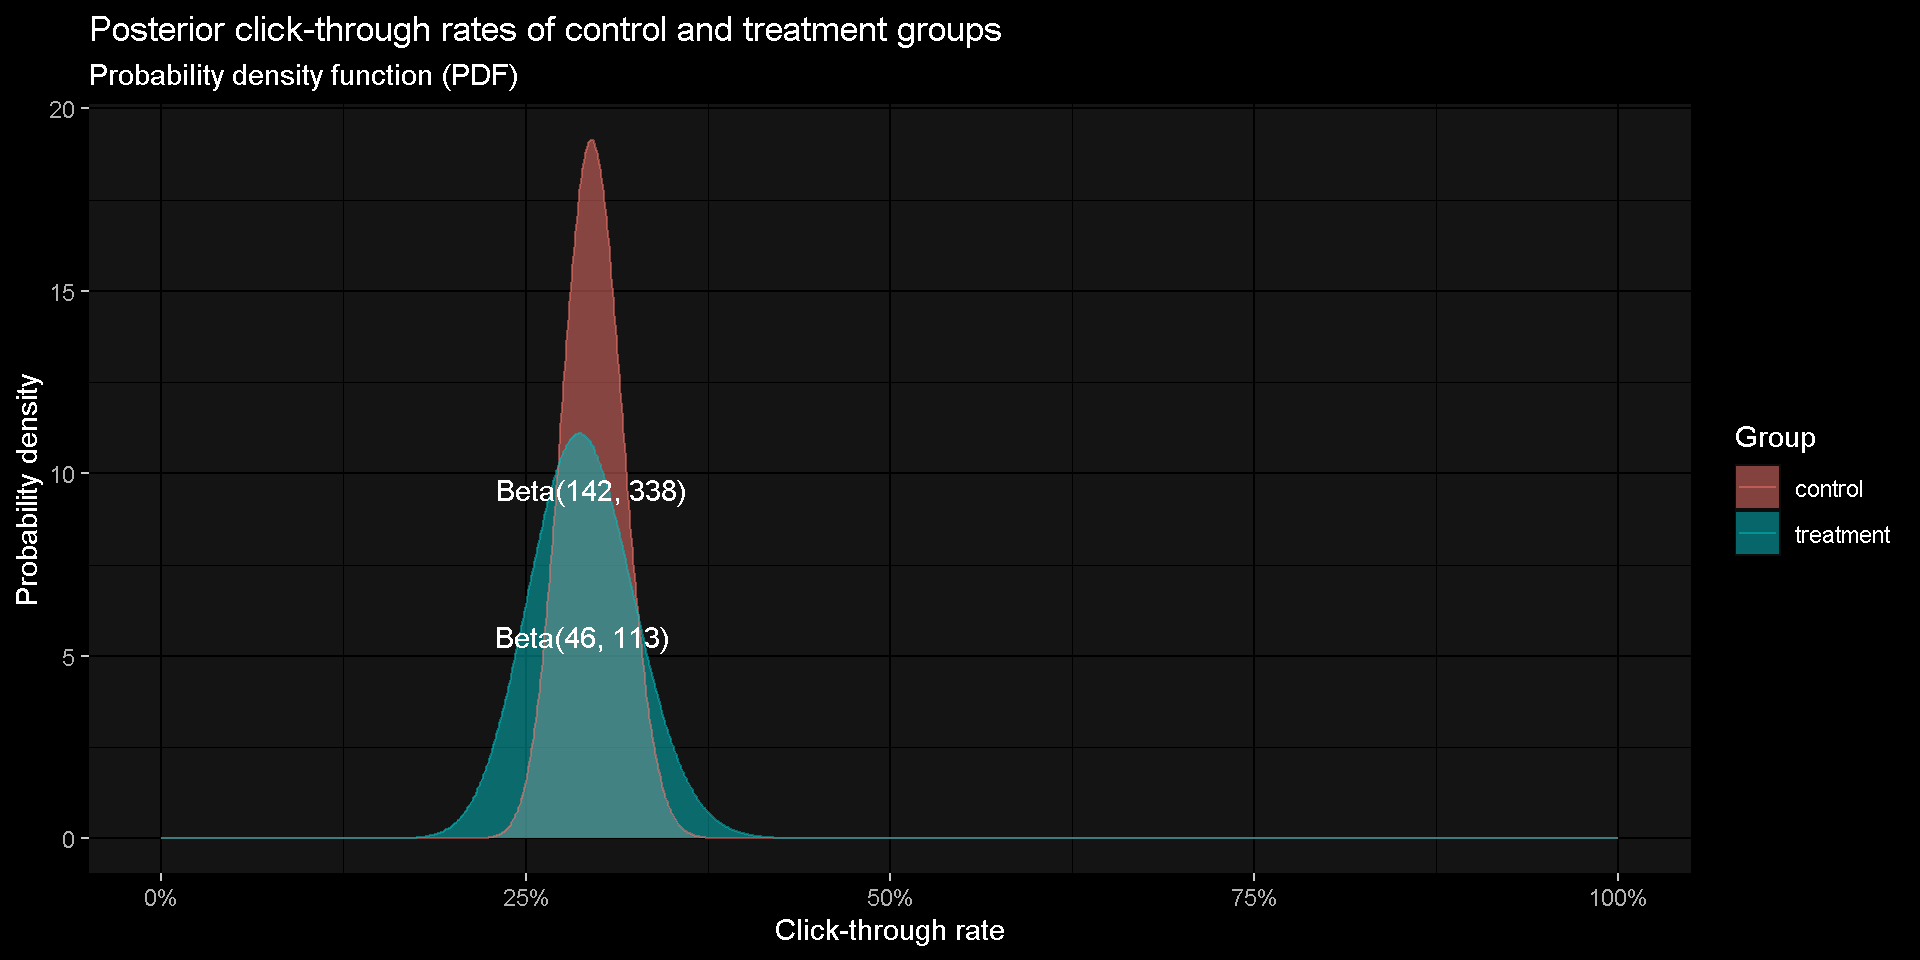 Posterior click-through rates of control and treatment groups
Probability density function (PDF)
20
15
10
5
0
Probability density
Beta(142, 338)
Beta(46, 113)
0%
25%
50%
75%
100%
Click-through rate
Group
control
treatment